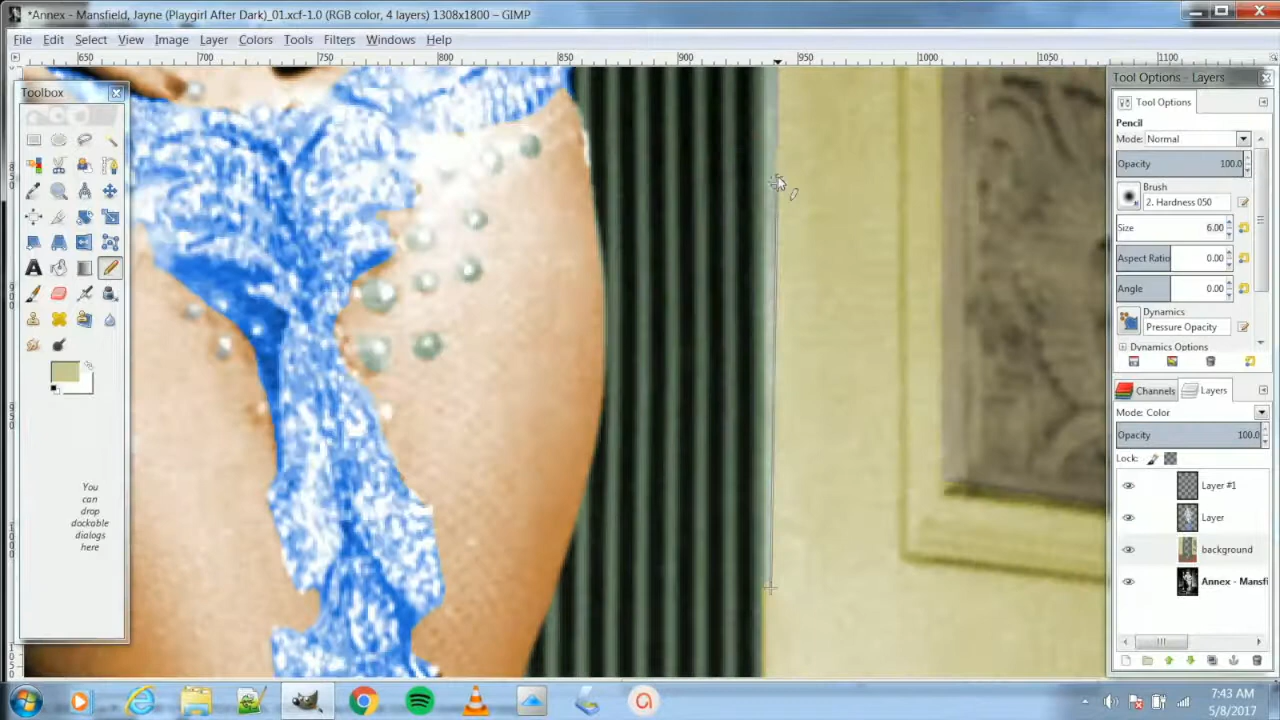 *Annex - Mansfield, Jayne (Playgirl After Dark)_01.xcf-1.0 (RGB color, 4 layers) 1308x1800 – GIMP
File Edit Select View Image Layer Colors Tools Filters Windows Help
650 700 750 800 850 900 950 1000 1050 1100
Toolbox
You
can
drop
dockable
dialogs
here
Tool Options - Layers
Tool Options
Pencil
Mode: Normal
Opacity 100.0
Brush
2. Hardness 050
Size 6.00
Aspect Ratio 0.00
Angle 0.00
Dynamics
Pressure Opacity
Dynamics Options
Channels Layers
Mode: Color
Opacity 100.0
Lock:
Layer #1
Layer
background
Annex - Mansfi
7:43 AM
5/8/2017